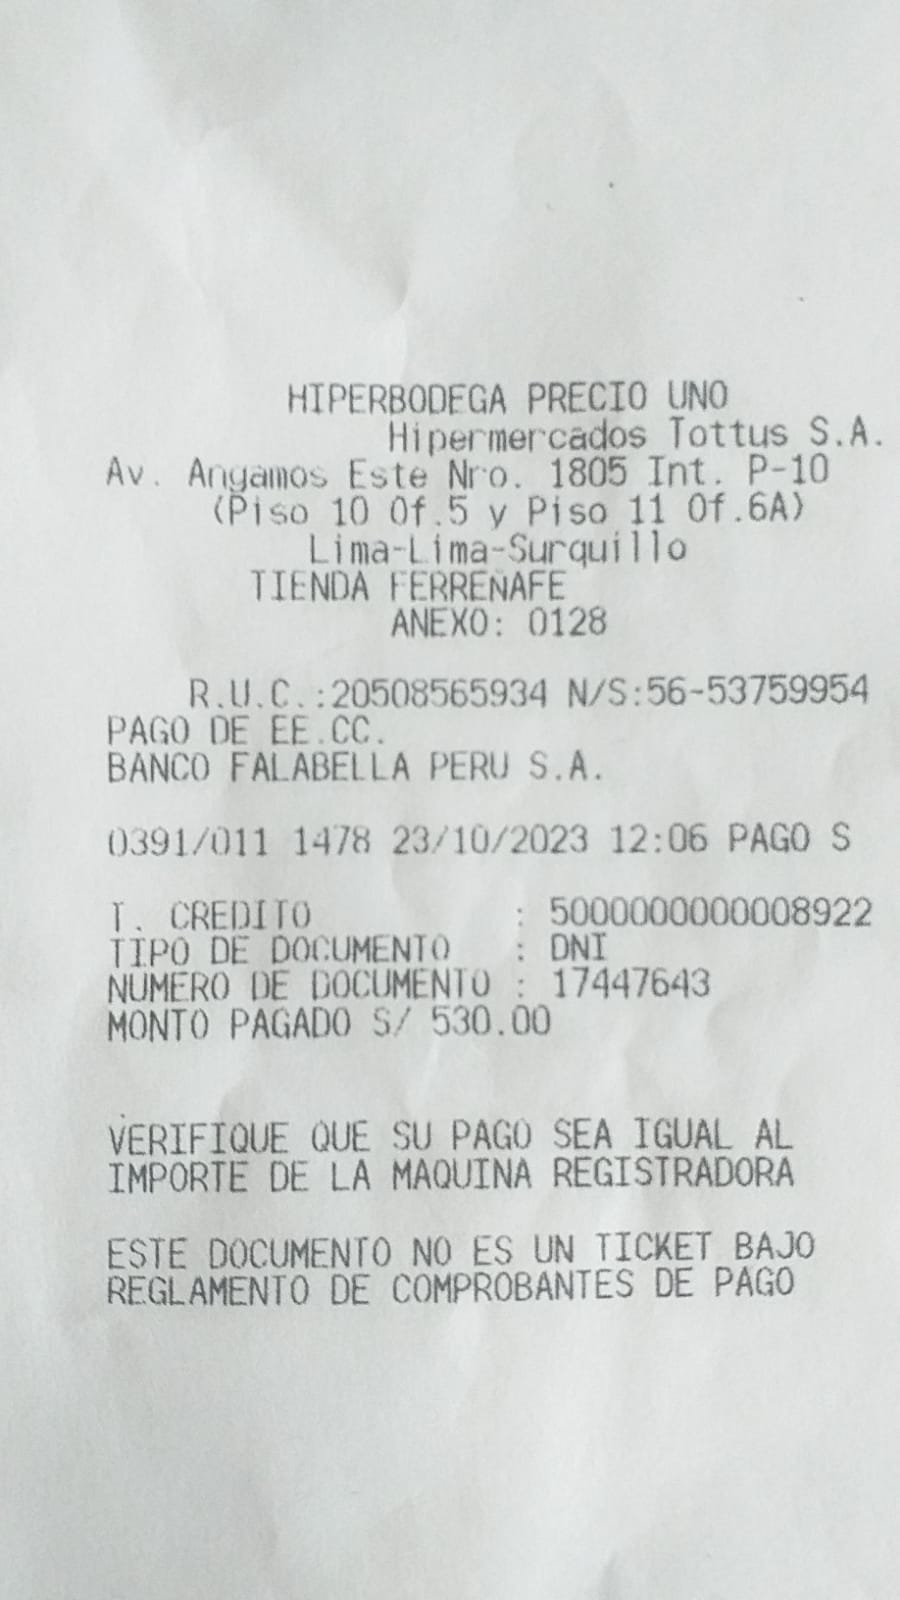 HIPERBODEGA PRECIO UNO
Hipermercados Tottus S.A.
Av. Angamos Este Nro. 1805 Int. P-10
(Piso 10 Of.5 y Piso 11 Of.6A)
Lima-Lima-Surquillo
TIENDA FERREÑAFE
ANEXO: 0128
R.U.C.:20508565934 N/S:56-53759954
PAGO DE EE.CC.
BANCO FALABELLA PERU S.A.
0391/011 1478 23/10/2023 12:06 PAGO S
T. CREDITO : 5000000000008922
TIPO DE DOCUMENTO : DNI
NUMERO DE DOCUMENTO : 17447643
MONTO PAGADO S/ 530.00
VERIFIQUE QUE SU PAGO SEA IGUAL AL
IMPORTE DE LA MAQUINA REGISTRADORA
ESTE DOCUMENTO NO ES UN TICKET BAJO
REGLAMENTO DE COMPROBANTES DE PAGO